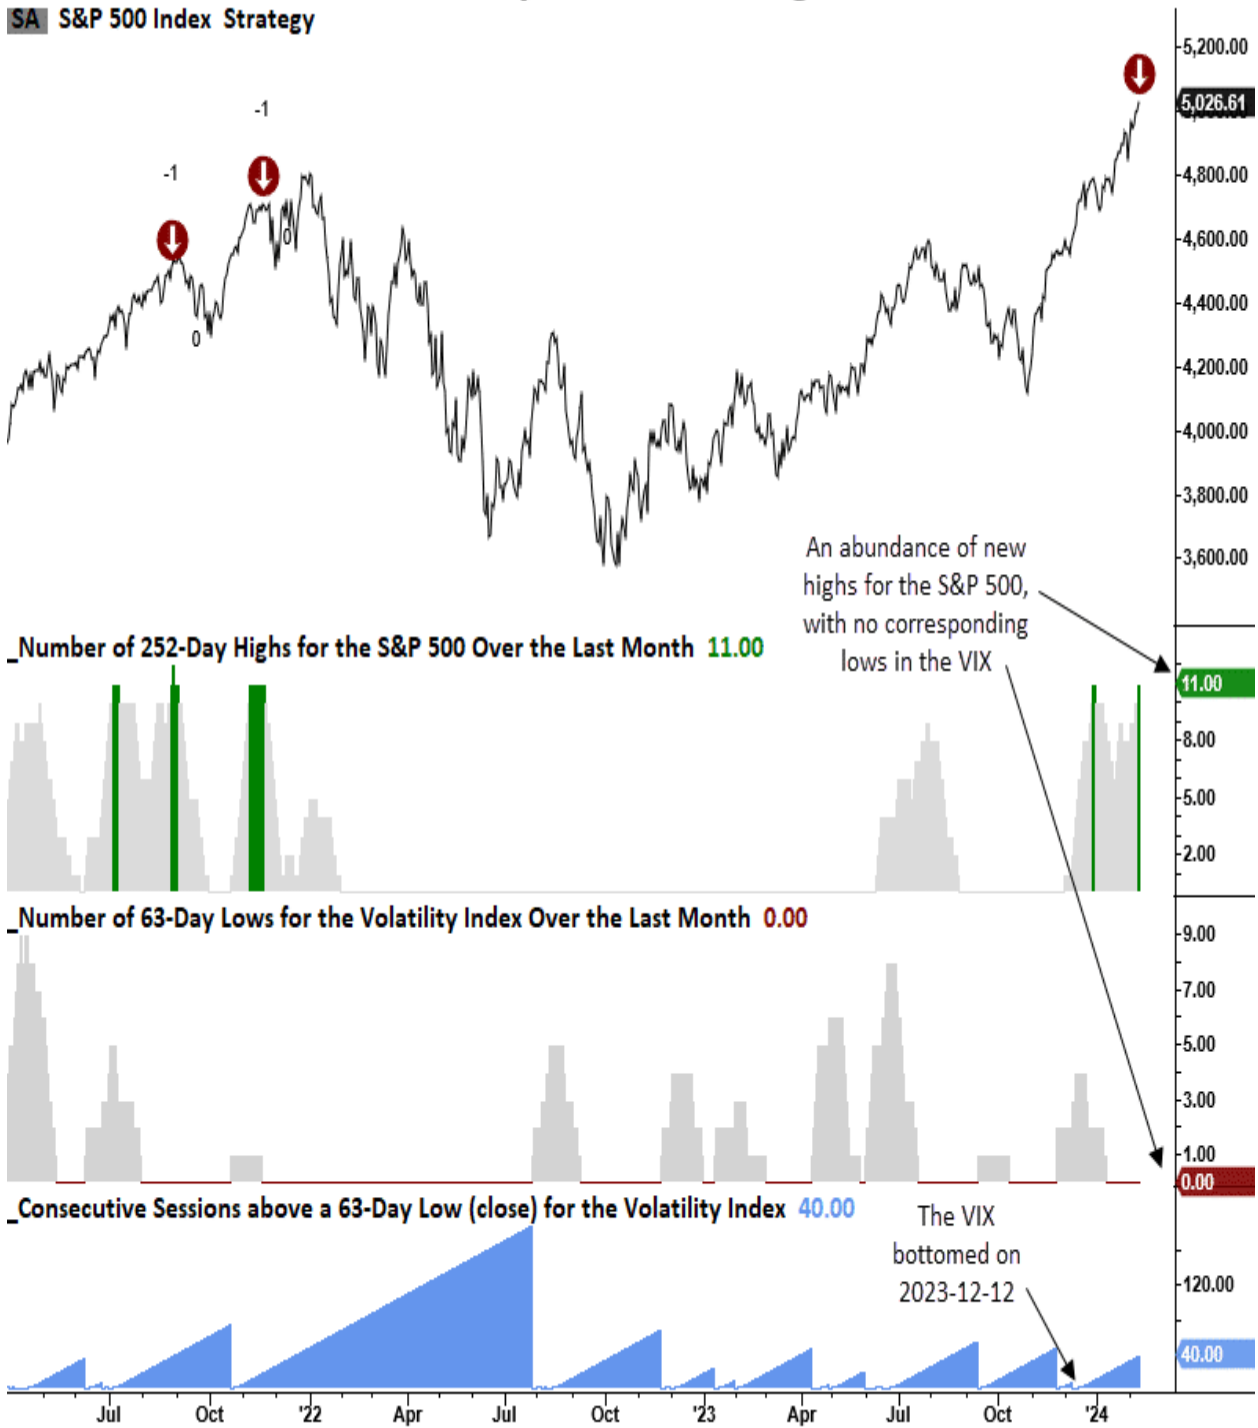 SA S&P 500 Index Strategy
5,200.00
5,026.61
-1
-1
4,800.00
0
4,600.00
0
4,400.00
4,200.00
4,000.00
3,800.00
3,600.00
An abundance of new
highs for the S&P 500,
with no corresponding
lows in the VIX
_Number of 252-Day Highs for the S&P 500 Over the Last Month 11.00
11.00
8.00
5.00
2.00
_Number of 63-Day Lows for the Volatility Index Over the Last Month 0.00
9.00
7.00
5.00
3.00
1.00
0.00
_Consecutive Sessions above a 63-Day Low (close) for the Volatility Index 40.00
The VIX
bottomed on
2023-12-12
120.00
40.00
Jul Oct '22 Apr Jul Oct '23 Apr Jul Oct '24